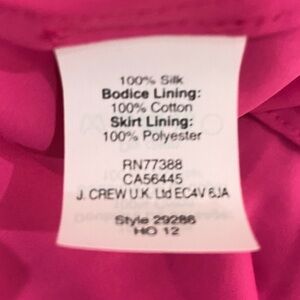 100% Silk
Bodice Lining:
100% Cotton
Skirt Lining:
100% Polyester
RN77388
CA56445
J. CREW U.K. Ltd EC4V 6JA
Style 29286
HO 12